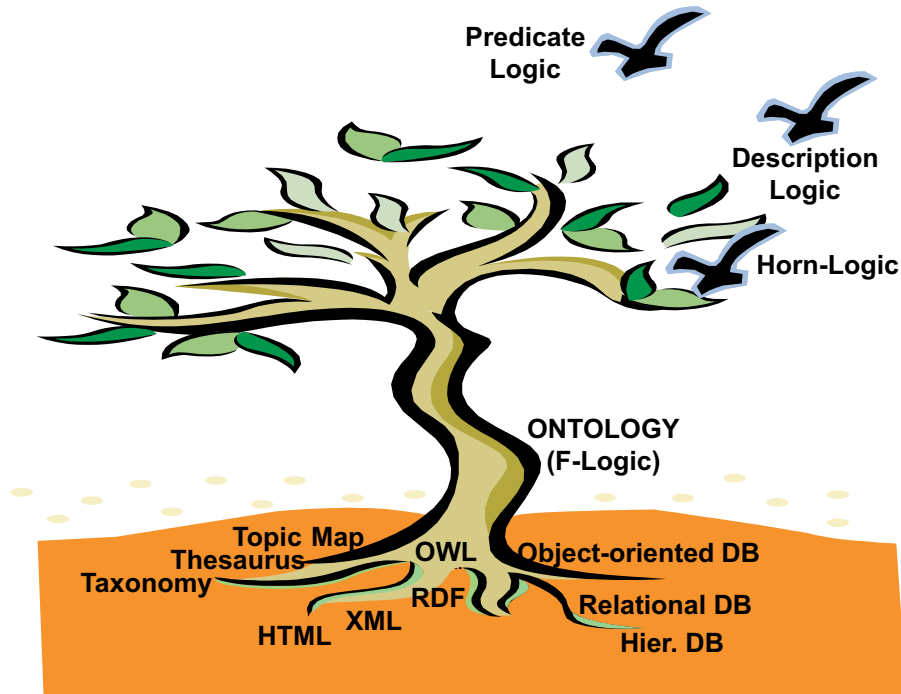 Predicate
Logic
Description
Logic
Horn-Logic
ONTOLOGY
(F-Logic)
Topic Map
Thesaurus
Taxonomy
OWL
Object-oriented DB
RDF
XML
HTML
Relational DB
Hier. DB